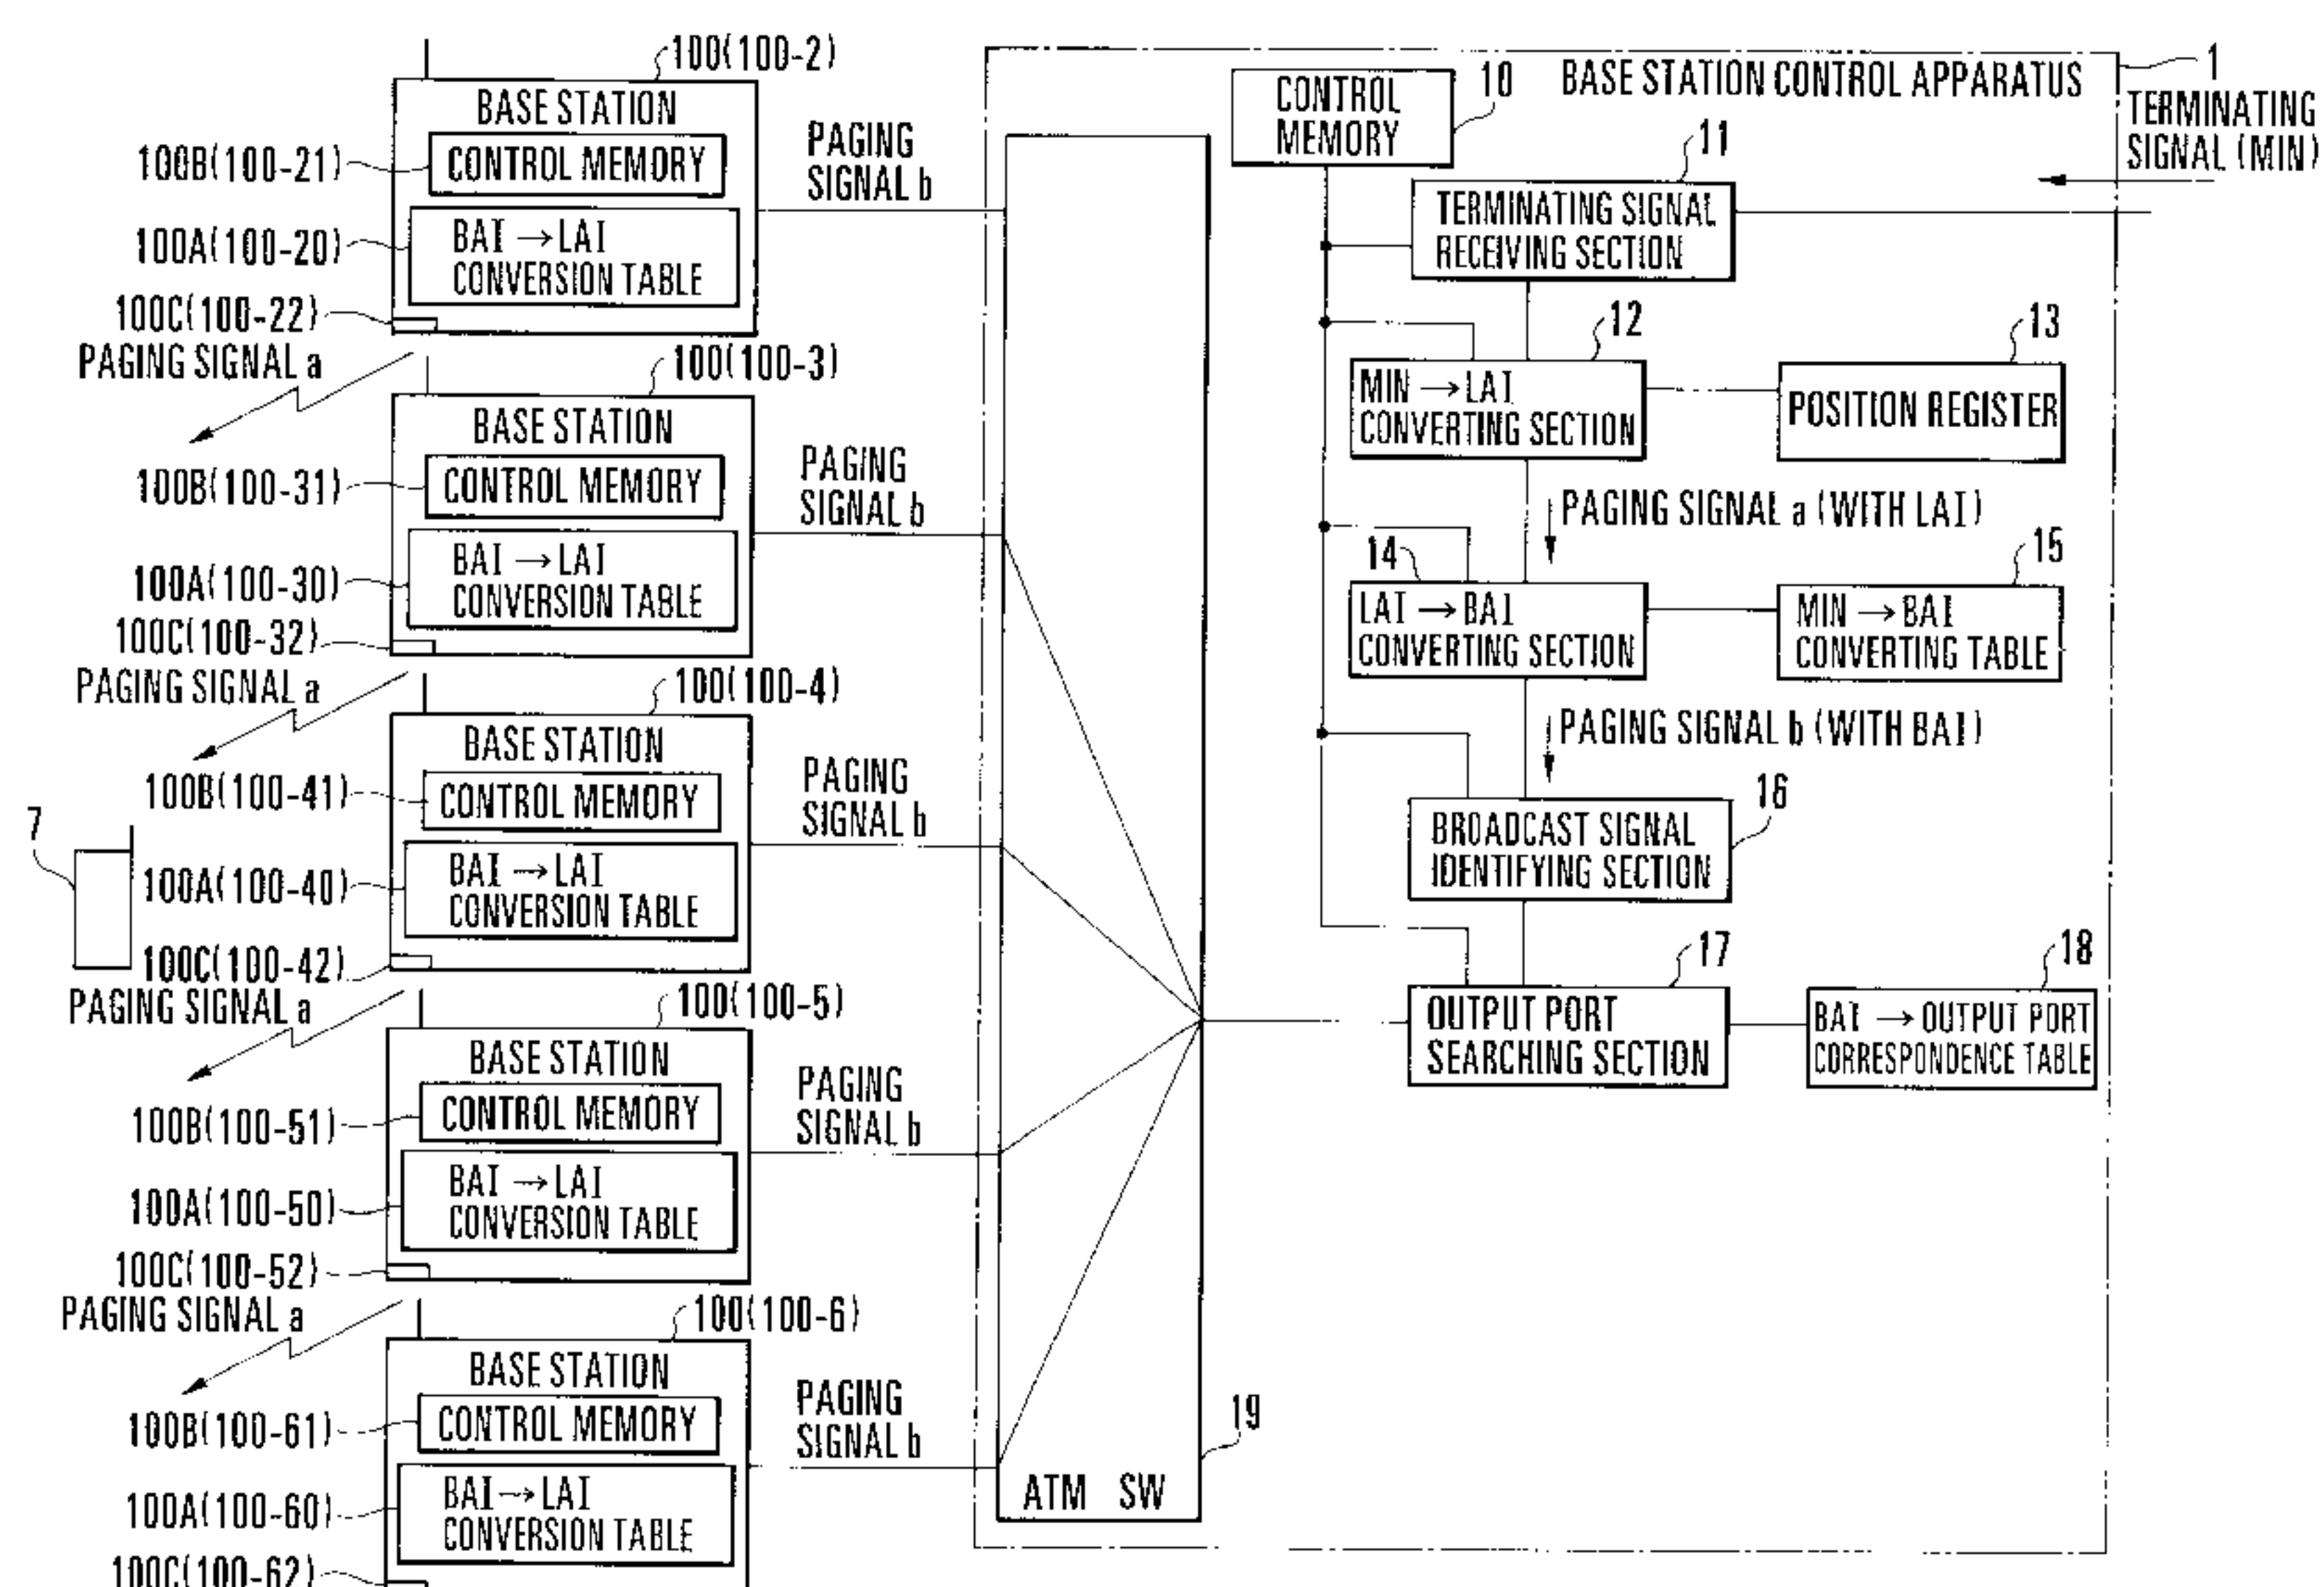 100(100-2)
BASE STATION
100B(100-21)
CONTROL MEMORY
100A(100-20)
BAI →LAI
CONVERSION TABLE
100C(100-22)
PAGING SIGNAL a
PAGING
SIGNAL b
100(100-3)
BASE STATION
100B(100-31)
CONTROL MEMORY
100A(100-30)
BAI →LAI
CONVERSION TABLE
100C(100-32)
PAGING SIGNAL a
PAGING
SIGNAL b
100(100-4)
BASE STATION
100B(100-41)
CONTROL MEMORY
7
100A(100-40)
BAI →LAI
CONVERSION TABLE
100C(100-42)
PAGING SIGNAL a
PAGING
SIGNAL b
100(100-5)
BASE STATION
100B(100-51)
CONTROL MEMORY
100A(100-50)
BAI →LAI
CONVERSION TABLE
100C(100-52)
PAGING SIGNAL a
PAGING
SIGNAL b
100(100-6)
BASE STATION
100B(100-61)
CONTROL MEMORY
100A(100-60)
BAI→LAI
CONVERSION TABLE
100C(100-62)
PAGING
SIGNAL b
ATM SW
19
BASE STATION CONTROL APPARATUS
1
TERMINATING
SIGNAL (MIN)
CONTROL
MEMORY
10
11
TERMINATING SIGNAL
RECEIVING SECTION
12
MIN →LAI
CONVERTING SECTION
13
POSITION REGISTER
PAGING SIGNAL a (WITH LAI)
14
LAI →BAI
CONVERTING SECTION
15
MIN →BAI
CONVERTING TABLE
PAGING SIGNAL b (WITH BAI)
16
BROADCAST SIGNAL
IDENTIFYING SECTION
17
OUTPUT PORT
SEARCHING SECTION
18
BAI →OUTPUT PORT
CORRESPONDENCE TABLE